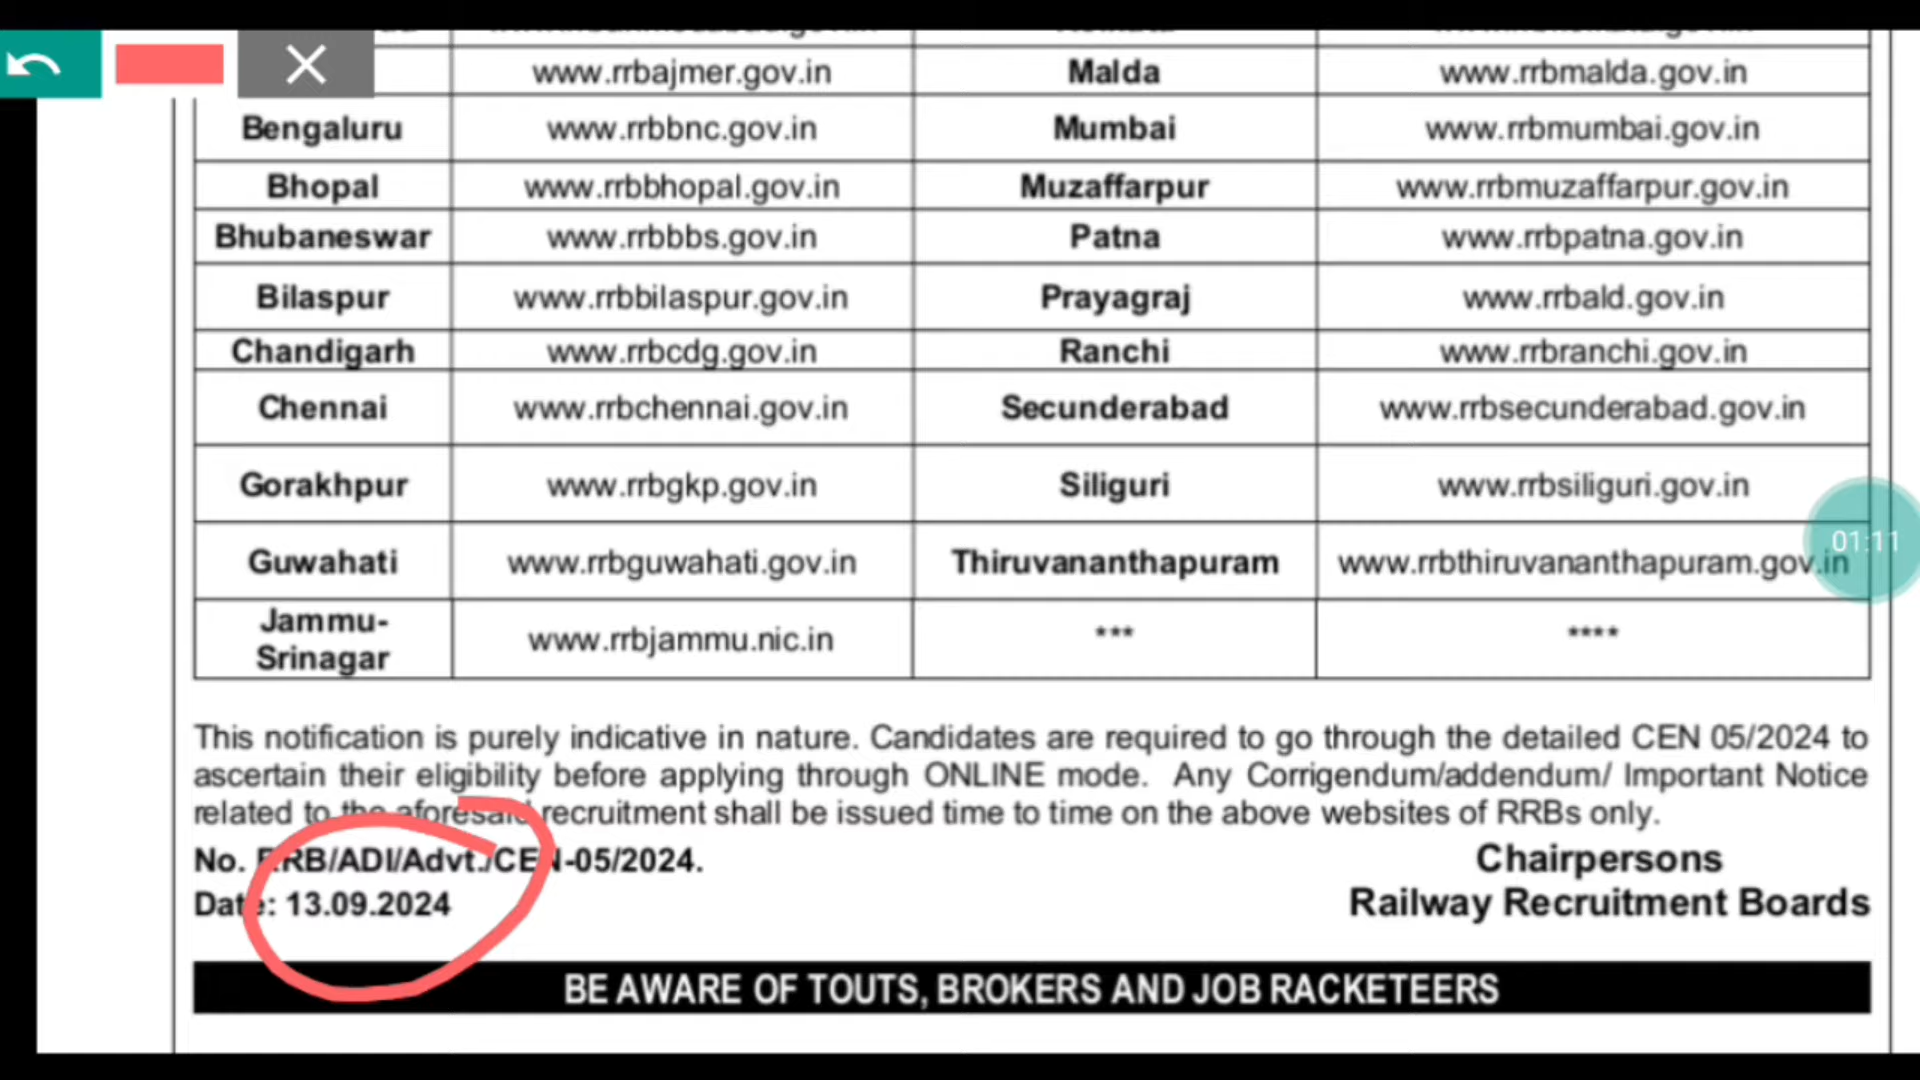 www.rrbajmer.gov.in Malda www.rrbmalda.gov.in
Bengaluru www.rrbbnc.gov.in Mumbai www.rrbmumbai.gov.in
Bhopal www.rrbbhopal.gov.in Muzaffarpur www.rrbmuzaffarpur.gov.in
Bhubaneswar www.rrbbbs.gov.in Patna www.rrbpatna.gov.in
Bilaspur www.rrbbilaspur.gov.in Prayagraj www.rrbald.gov.in
Chandigarh www.rrbcdg.gov.in Ranchi www.rrbranchi.gov.in
Chennai www.rrbchennai.gov.in Secunderabad www.rrbsecunderabad.gov.in
Gorakhpur www.rrbgkp.gov.in Siliguri www.rrbsiliguri.gov.in
01:11
Guwahati www.rrbguwahati.gov.in Thiruvananthapuram www.rrbthiruvananthapuram.gov.in
Jammu-
Srinagar www.rrbjammu.nic.in *** ****
This notification is purely indicative in nature. Candidates are required to go through the detailed CEN 05/2024 to
ascertain their eligibility before applying through ONLINE mode. Any Corrigendum/addendum/ Important Notice
related to the aforesaid recruitment shall be issued time to time on the above websites of RRBs only.
No. RRB/ADI/Advt./CEN-05/2024. Chairpersons
Date: 13.09.2024 Railway Recruitment Boards
BE AWARE OF TOUTS, BROKERS AND JOB RACKETEERS